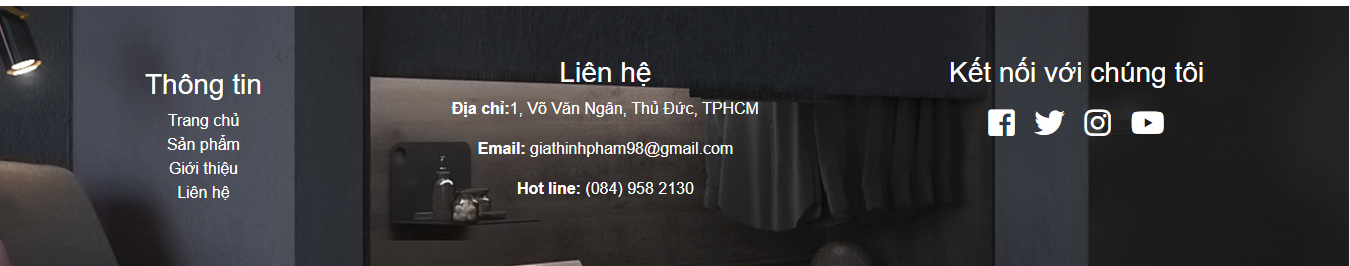 Thông tin
Trang chủ
Sản phẩm
Giới thiệu
Liên hệ
Liên hệ
Địa chỉ:1, Võ Văn Ngân, Thủ Đức, TPHCM
Email: giathinhpham98@gmail.com
Hot line: (084) 958 2130
Kết nối với chúng tôi